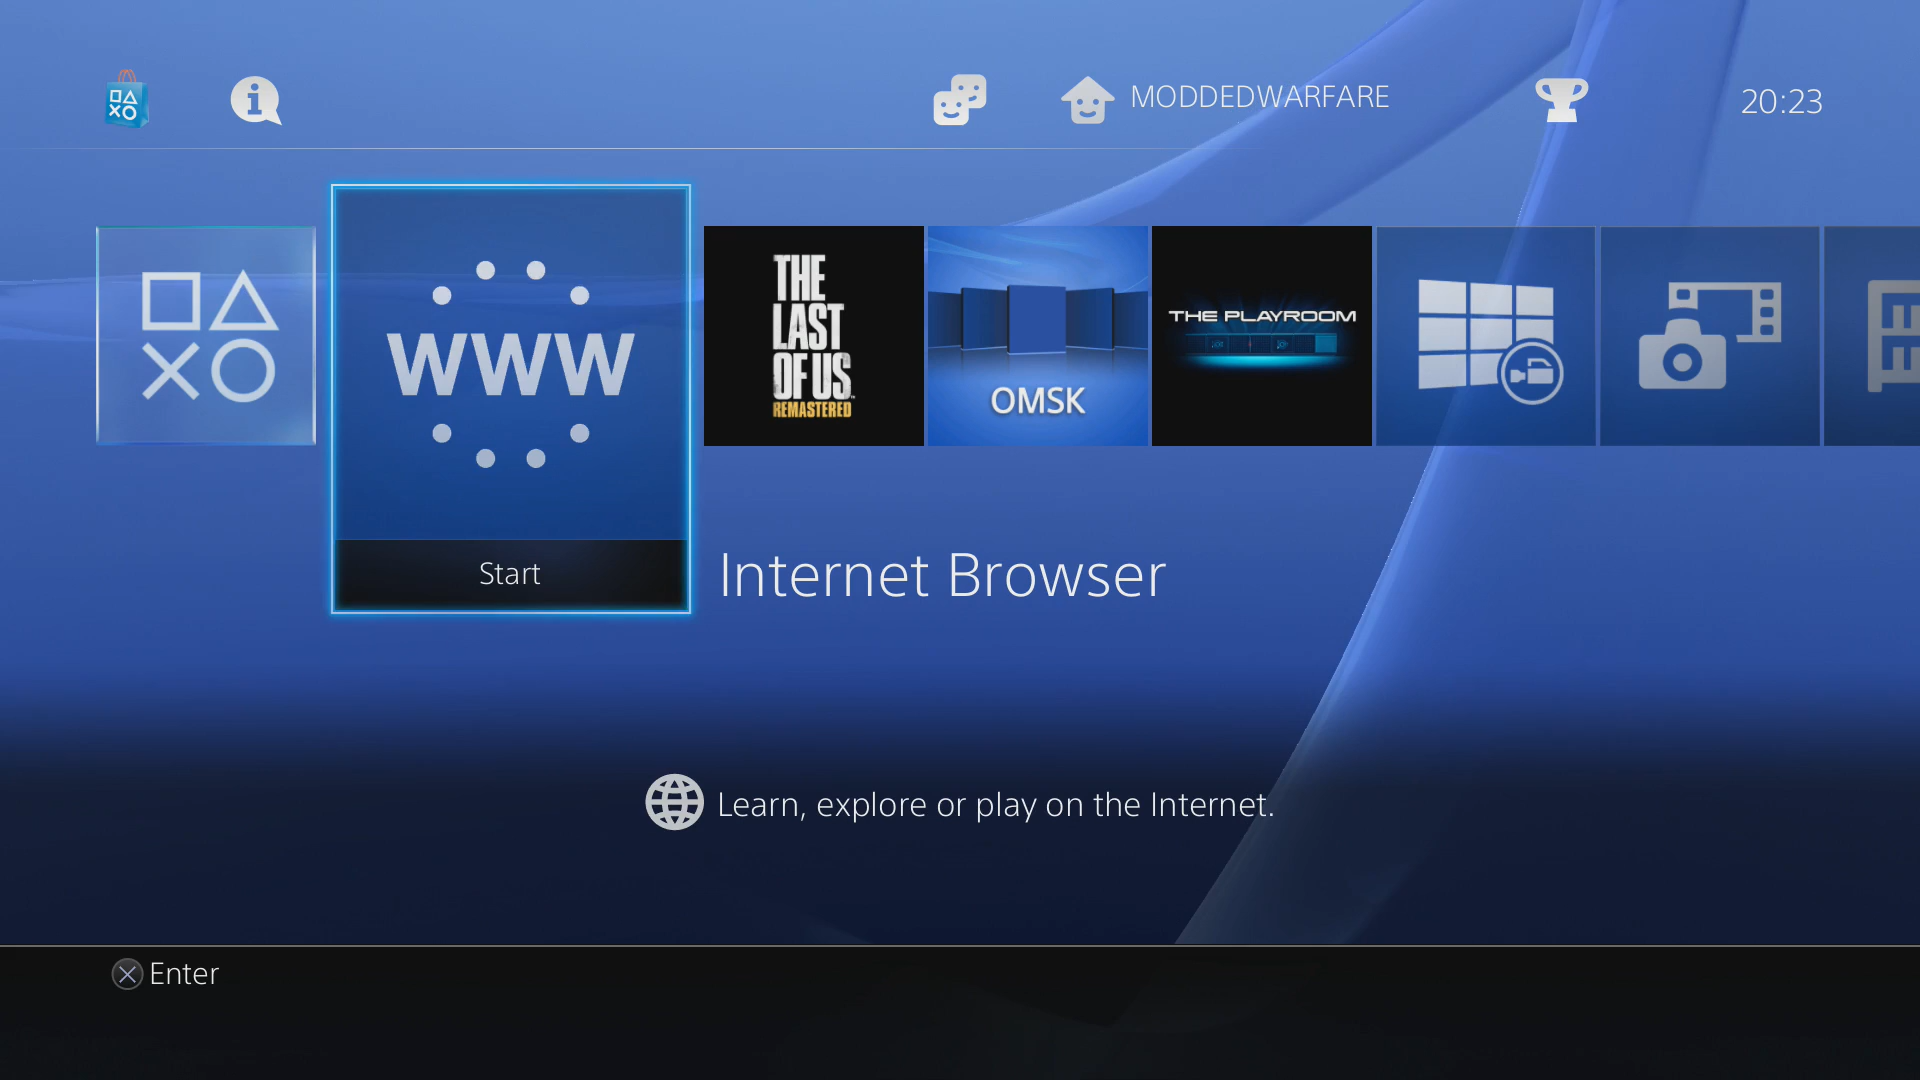 MODDEDWARFARE
20:23
WWW
THE
LAST
OF US
REMASTERED
OMSK
THE PLAYROOM
Start
Internet Browser
Learn, explore or play on the Internet.
Enter